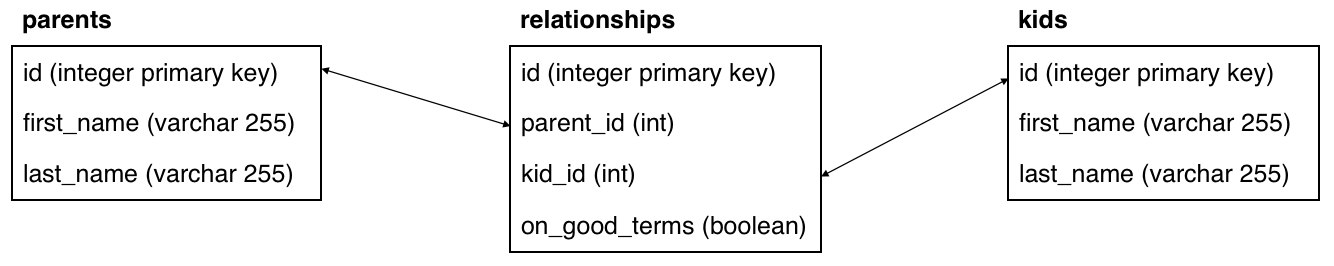 parents
id (integer primary key)
first_name (varchar 255)
last_name (varchar 255)
relationships
id (integer primary key)
parent_id (int)
kid_id (int)
on_good_terms (boolean)
kids
id (integer primary key)
first_name (varchar 255)
last_name (varchar 255)